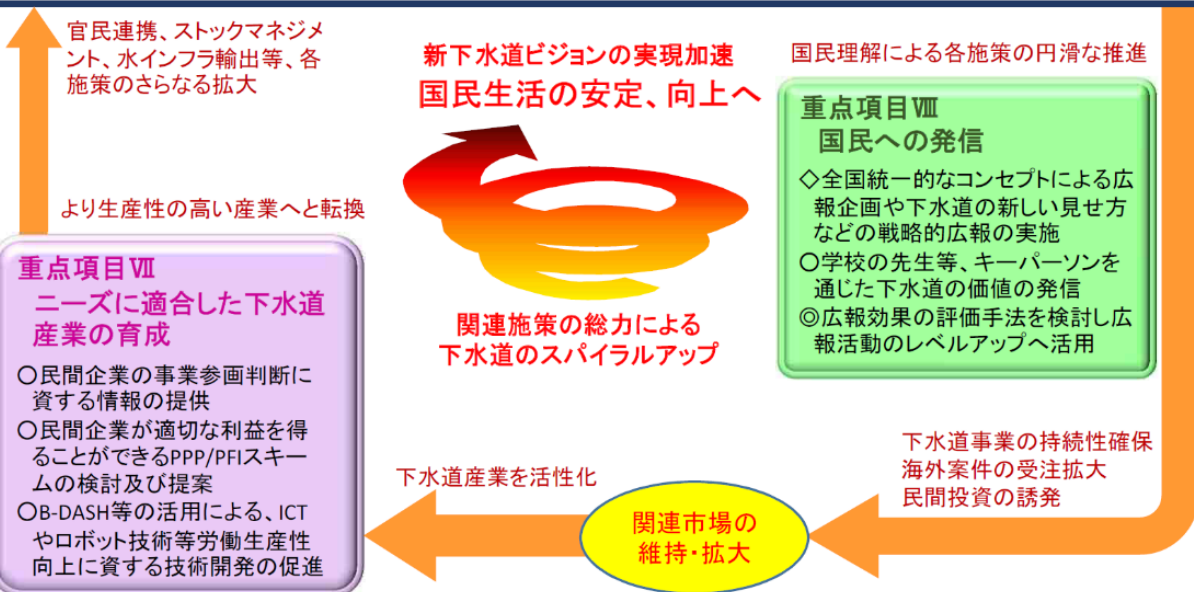 官民連携、ストックマネジメ
ント、水インフラ輸出等、各
施策のさらなる拡大
新下水道ビジョンの実現加速
国民生活の安定、向上へ
国民理解による各施策の円滑な推進
重点項目Ⅷ
国民への発信
◇全国統一的なコンセプトによる広
報企画や下水道の新しい見せ方
などの戦略的広報の実施
○学校の先生等、キーパーソンを
通じた下水道の価値の発信
◎広報効果の評価手法を検討し広
報活動のレベルアップへ活用
より生産性の高い産業へと転換
重点項目Ⅶ
ニーズに適合した下水道
産業の育成
○民間企業の事業参画判断に
資する情報の提供
○民間企業が適切な利益を得
ることができるPPP/PFIスキー
ムの検討及び提案
○B-DASH等の活用による、ICT
やロボット技術等労働生産性
向上に資する技術開発の促進
関連施策の総力による
下水道のスパイラルアップ
下水道事業の持続性確保
海外案件の受注拡大
民間投資の誘発
下水道産業を活性化
関連市場の
維持・拡大